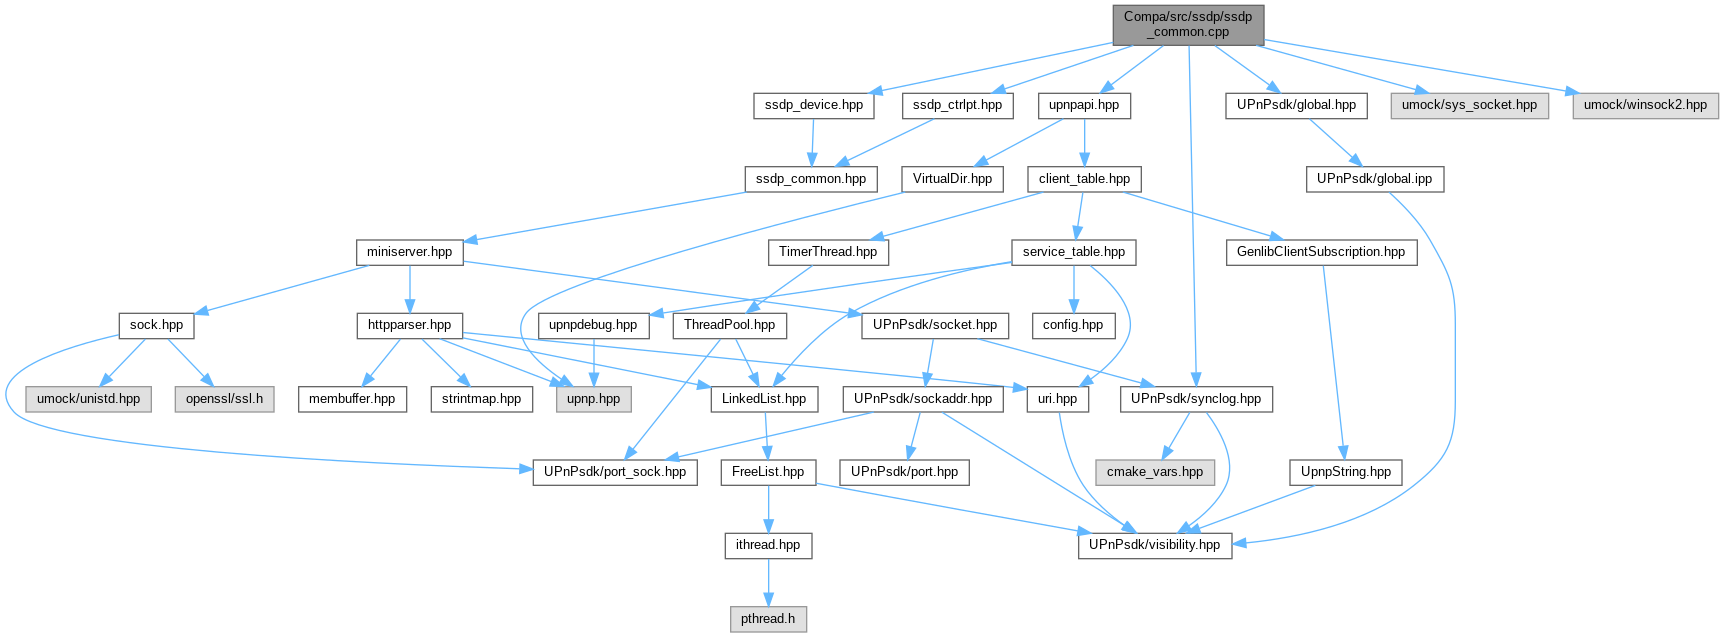 Compa/src/ssdp/ssdp
_common.cpp
ssdp_device.hpp
ssdp_ctrlpt.hpp
upnpapi.hpp
UPnPsdk/global.hpp
umock/sys_socket.hpp
umock/winsock2.hpp
ssdp_common.hpp
VirtualDir.hpp
client_table.hpp
UPnPsdk/global.ipp
miniserver.hpp
TimerThread.hpp
service_table.hpp
GenlibClientSubscription.hpp
sock.hpp
httpparser.hpp
upnpdebug.hpp
ThreadPool.hpp
UPnPsdk/socket.hpp
config.hpp
umock/unistd.hpp
openssl/ssl.h
membuffer.hpp
strintmap.hpp
upnp.hpp
LinkedList.hpp
UPnPsdk/sockaddr.hpp
uri.hpp
UPnPsdk/synclog.hpp
UPnPsdk/port_sock.hpp
FreeList.hpp
UPnPsdk/port.hpp
cmake_vars.hpp
UpnpString.hpp
ithread.hpp
UPnPsdk/visibility.hpp
pthread.h